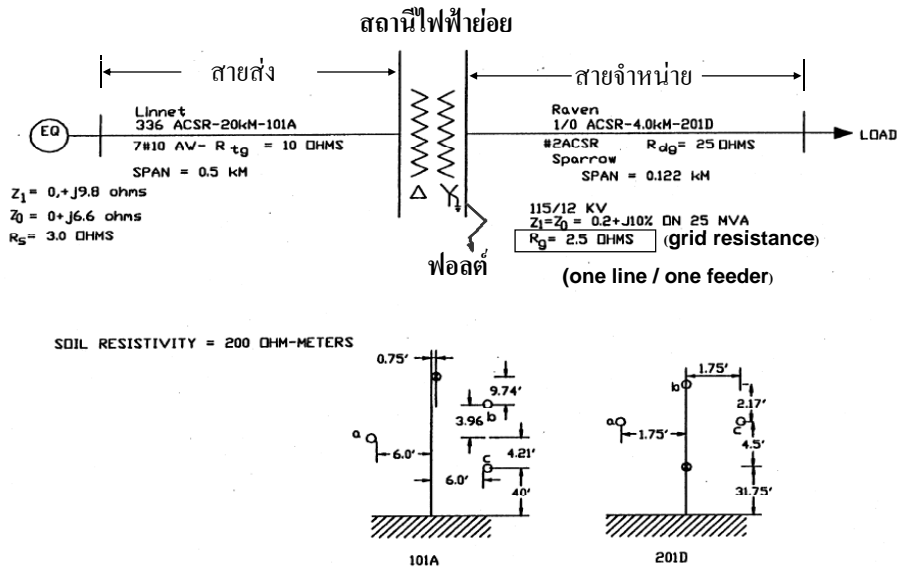 สถานีไฟฟ้าย่อย
สายส่ง
สายจำหน่าย
EQ
Linnet
336 ACSR-20kM-101A
7#10 AW- R tg = 10 OHMS
SPAN = 0.5 kM
Z1= 0,+j9.8 ohms
Z0= 0+j6.6 ohms
Rs= 3.0 OHMS
Δ
Raven
1/0 ACSR-4.0kM-201D
#2ACSR Rdg= 25 OHMS
Sparrow
SPAN = 0.122 kM
LOAD
115/12 KV
Z1=Z0 = 0.2+J10% ON 25 MVA
Rg= 2.5 OHMS (grid resistance)
ฟอลต์
(one line / one feeder)
SOIL RESISTIVITY = 200 OHM-METERS
0.75'
9.74'
3.96
b
a
4.21'
6.0'
c
6.0'
40'
101A
1.75'
b
2.17'
a
c
1.75'
4.5'
31.75'
201D